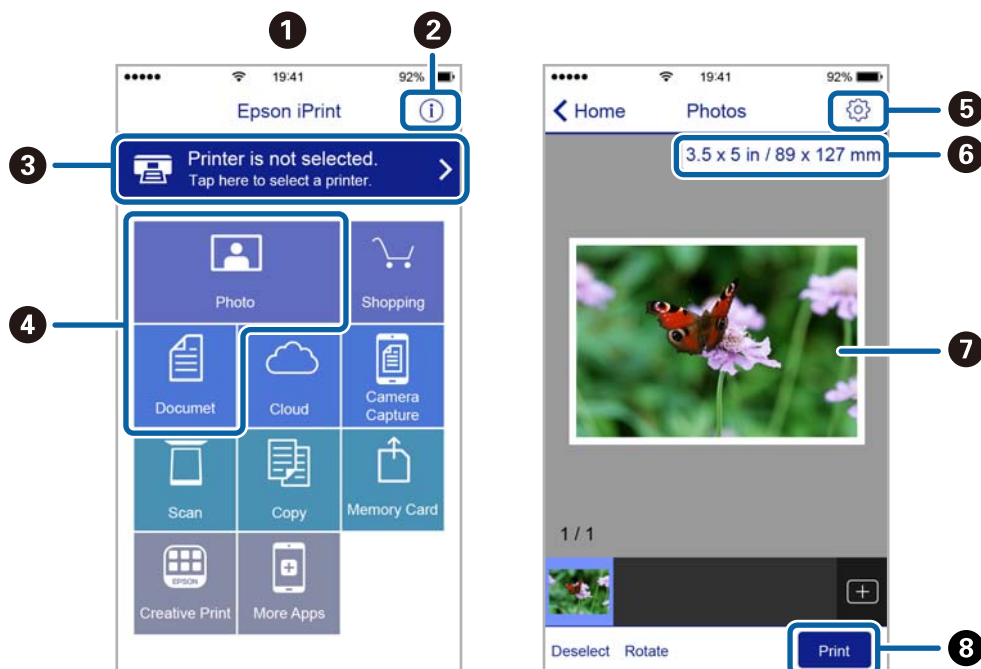 1
2
19:41
92%
Epson iPrint
i
3
Printer is not selected.
Tap here to select a printer.
4
Photo
Shopping
Documet
Cloud
Camera
Capture
Scan
Copy
Memory Card
EPSON
Creative Print
More Apps
19:41
92%
Home
Photos
5
3.5 x 5 in / 89 x 127 mm
6
7
1 / 1
Deselect
Rotate
Print
8